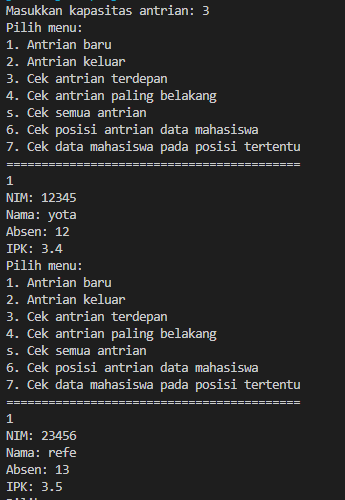 Masukkan kapasitas antrian: 3
Pilih menu:
1. Antrian baru
2. Antrian keluar
3. Cek antrian terdepan
4. Cek antrian paling belakang
s. Cek semua antrian
6. Cek posisi antrian data mahasiswa
7. Cek data mahasiswa pada posisi tertentu
==========================================
1
NIM: 12345
Nama: yota
Absen: 12
IPK: 3.4
Pilih menu:
1. Antrian baru
2. Antrian keluar
3. Cek antrian terdepan
4. Cek antrian paling belakang
s. Cek semua antrian
6. Cek posisi antrian data mahasiswa
7. Cek data mahasiswa pada posisi tertentu
==========================================
1
NIM: 23456
Nama: refe
Absen: 13
IPK: 3.5